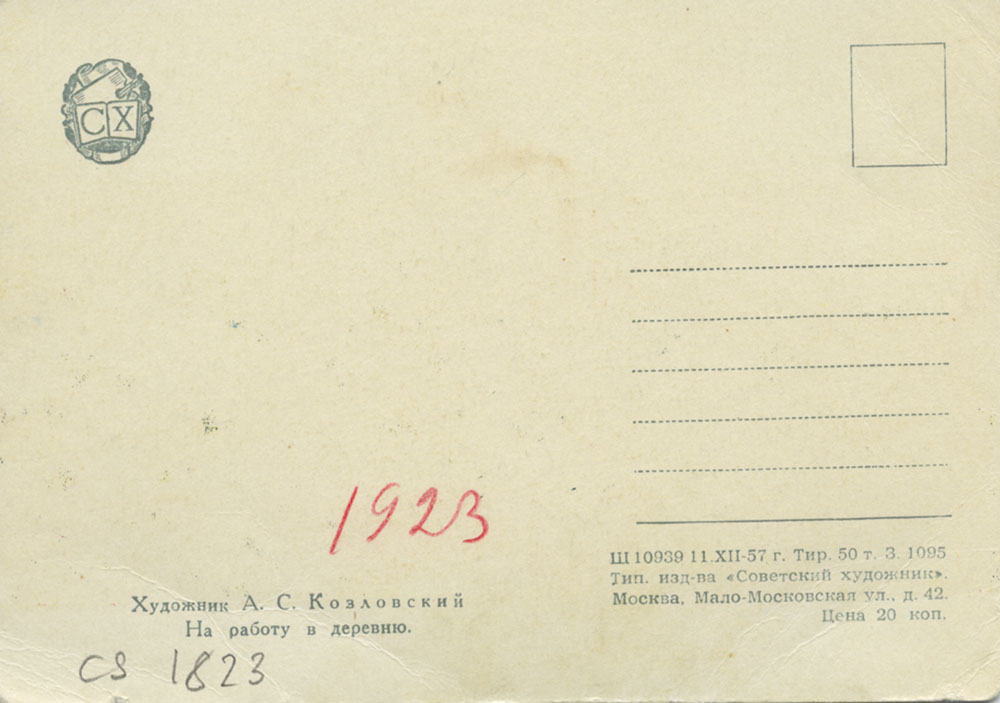 СХ
1923
Щ 10939 11.XII-57 г. Тир. 50 т. З. 1095
Тип. изд-ва «Советский художник».
Москва, Мало-Московская ул., д. 42.
Цена 20 коп.
Художник А. С. Козловский
На работу в деревню.
CS 1823